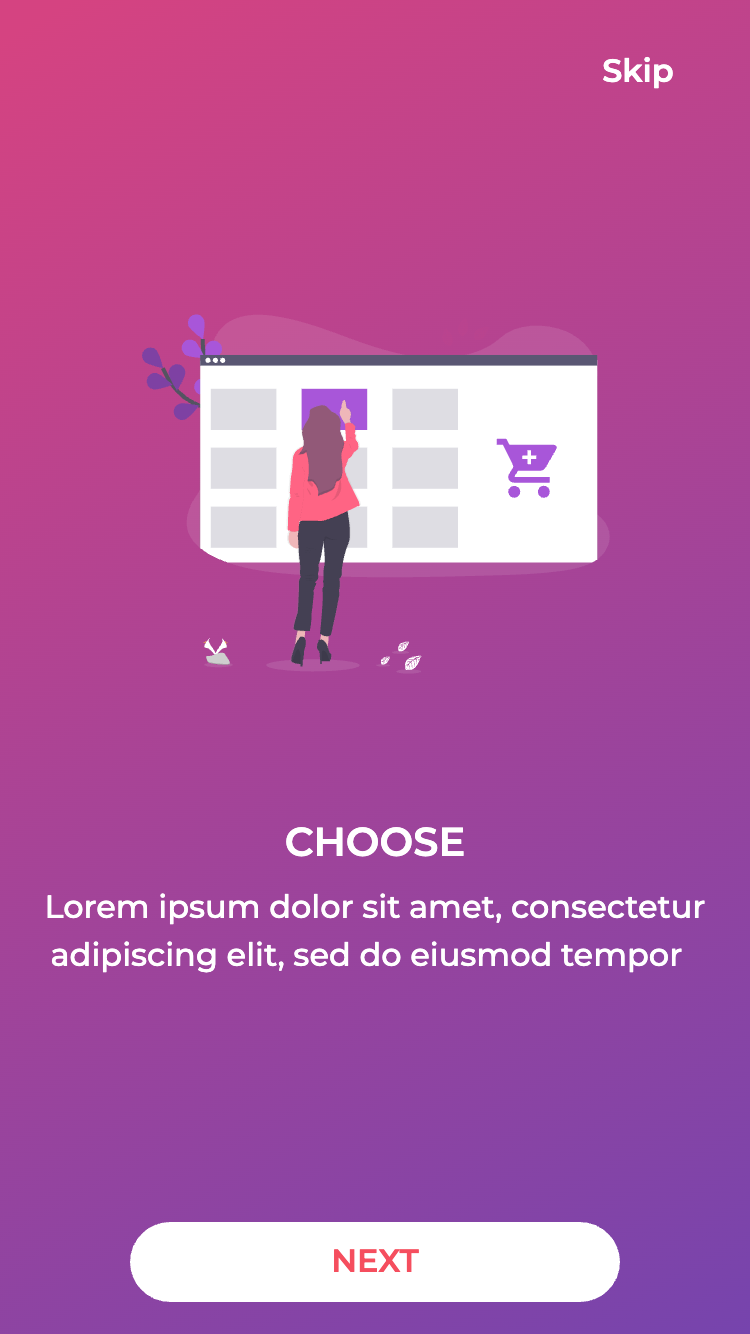 Skip
CHOOSE
Lorem ipsum dolor sit amet, consectetur
adipiscing elit, sed do eiusmod tempor
NEXT